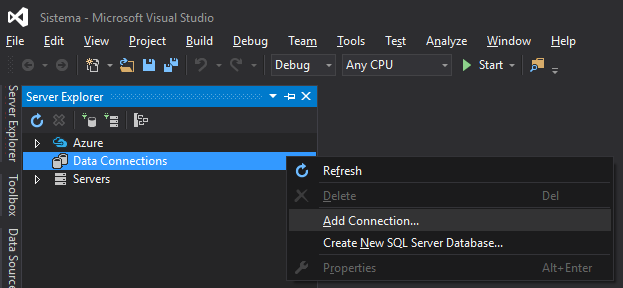 Sistema - Microsoft Visual Studio
File Edit View Project Build Debug Team Tools Test Analyze Window Help
Debug Any CPU Start
Server Explorer
Toolbox
Data Source
Server Explorer
Azure
Data Connections
Servers
Refresh
Delete Del
Add Connection...
Create New SQL Server Database...
Properties Alt+Enter